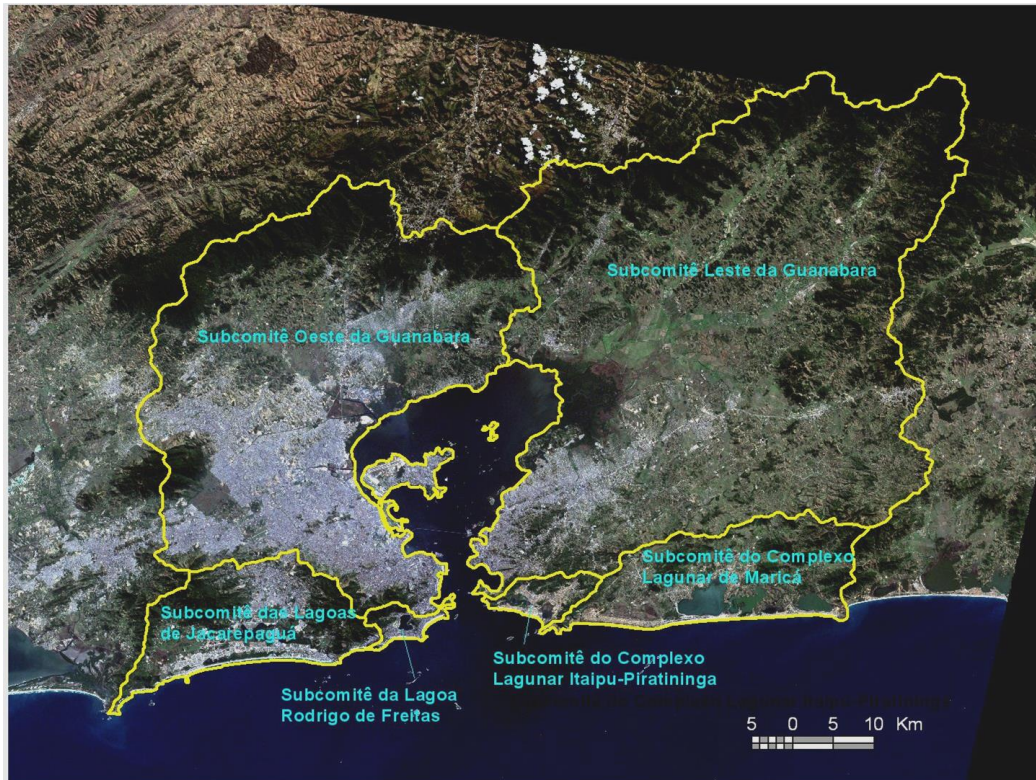 Subcomitê Leste da Guanabara
Subcomitê Oeste da Guanabara
Subcomitê do Complexo
Lagunar de Maricá
Subcomitê das Lagoas
de Jacarepaguá
Subcomitê do Complexo
Lagunar Itaipu-Piratininga
Subcomitê da Lagoa
Rodrigo de Freitas
5 0 5 10 Km